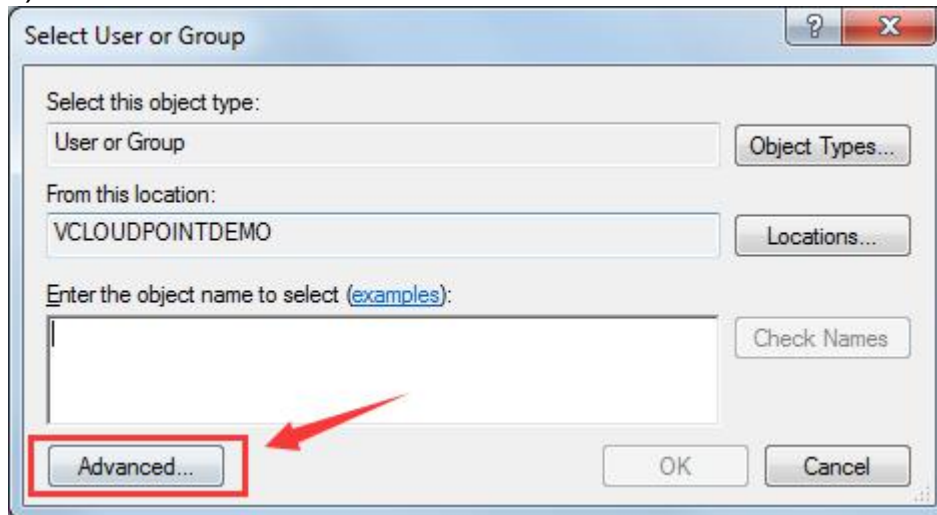 Select User or Group
Select this object type:
User or Group
Object Types...
From this location:
VCLOUDPOINTDEMO
Locations...
Enter the object name to select (examples):
Check Names
Advanced...
OK
Cancel